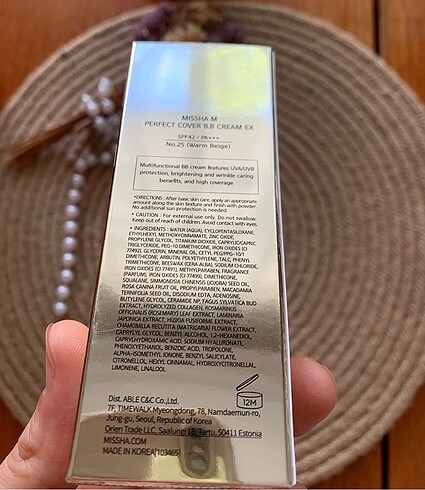 MISSHA M
PERFECT COVER B.B CREAM EX
SPF42 / PA+++
No.25 (Warm Beige)
Multifunctional BB cream features UVA/UVB
protection, brightening and wrinkle caring
benefits, and high coverage
•DIRECTIONS : After basic skin care, apply an appropriate
amount along the skin texture and finish with powder.
No additional sun protection is needed.
• CAUTION : For external use only. Do not swallow.
Keep out of reach of children. Avoid contact with eyes.
• INGREDIENTS : WATER (AQUA), CYCLOPENTASILOXANE,
ETHYLHEXYL METHOXYCINNAMATE, ZINC OXIDE,
PROPYLENE GLYCOL, TITANIUM DIOXIDE, CAPRYLIC/CAPRIC
TRIGLYCERIDE, PEG-10 DIMETHICONE, IRON OXIDES (CI
77492), GLYCERIN, MINERAL OIL, CETYL PEG/PPG-10/1
DIMETHICONE, ARBUTIN, POLYETHYLENE, TALC, PHENYL
TRIMETHICONE, BEESWAX (CERA ALBA), SODIUM CHLORIDE,
IRON OXIDES (CI 77491), METHYLPARABEN, FRAGRANCE
(PARFUM), IRON OXIDES (CI 77499), DIMETHICONE,
SQUALANE, SIMMONDSIA CHINENSIS (JOJOBA) SEED OIL,
ROSA CANINA FRUIT OIL, PROPYLPARABEN, MACADAMIA
TERNIFOLIA SEED OIL, DISODIUM EDTA, ADENOSINE,
BUTYLENE GLYCOL, CERAMIDE NP, FAGUS SYLVATICA BUD
EXTRACT, HYDROLYZED COLLAGEN, ROSMARINUS
OFFICINALIS (ROSEMARY) LEAF EXTRACT, LAMINARIA
JAPONICA EXTRACT, HIZIKIA FUSIFORME EXTRACT,
CHAMOMILLA RECUTITA (MATRICARIA) FLOWER EXTRACT,
CAPRYLYL GLYCOL, BENZYL ALCOHOL, 1,2-HEXANEDIOL,
CAPRYLHYDROXAMIC ACID, SODIUM HYALURONATE,
PHENOXYETHANOL, BENZOIC ACID, TROPOLONE,
ALPHA-ISOMETHYL IONONE, BENZYL SALICYLATE,
CITRONELLOL, HEXYL CINNAMAL, HYDROXYCITRONELLAL,
LIMONENE, LINALOOL
12M
Dist. ABLE C&C Co.,Ltd.
7F, TIMEWALK Myeongdong, 78, Namdaemun-ro,
Jung-gu, Seoul, Republic of Korea
Orien Trade LLC, Saalungi 18, Tartu, 50411 Estonia
MISSHA.COM
MADE IN KOREA[103465]